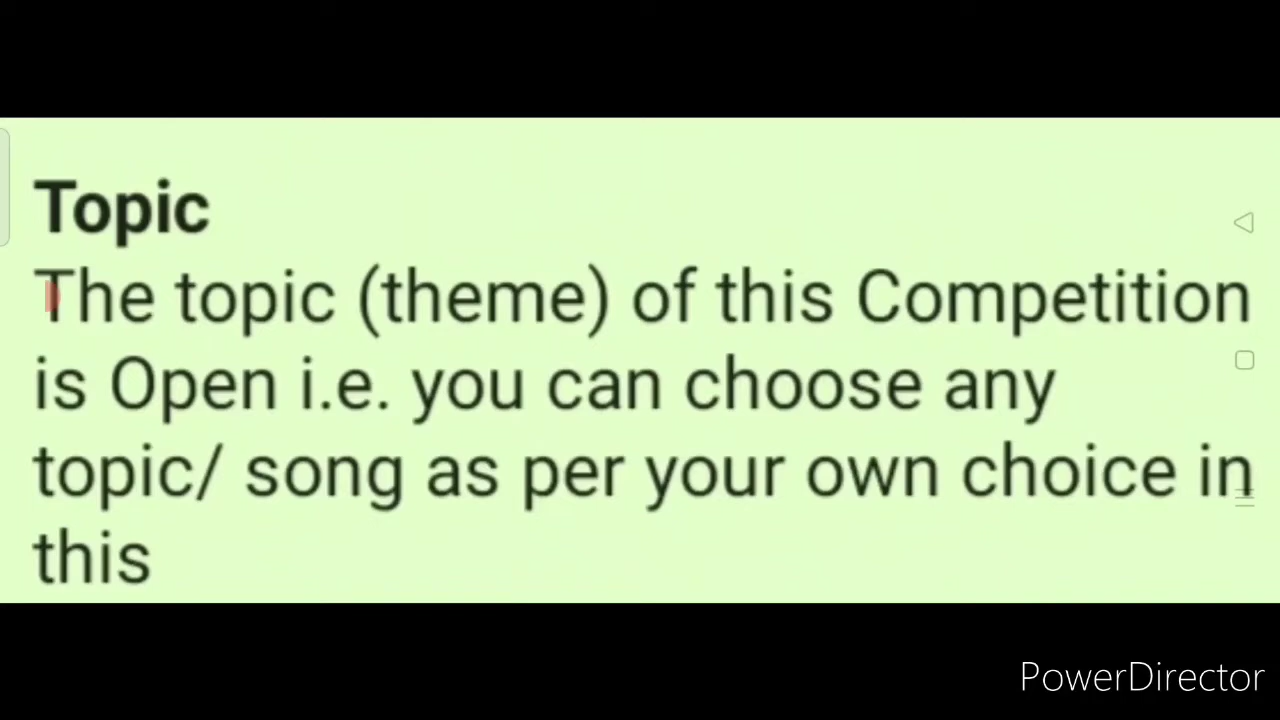 Topic
The topic (theme) of this Competition
is Open i.e. you can choose any
topic/ song as per your own choice in
this
PowerDirector